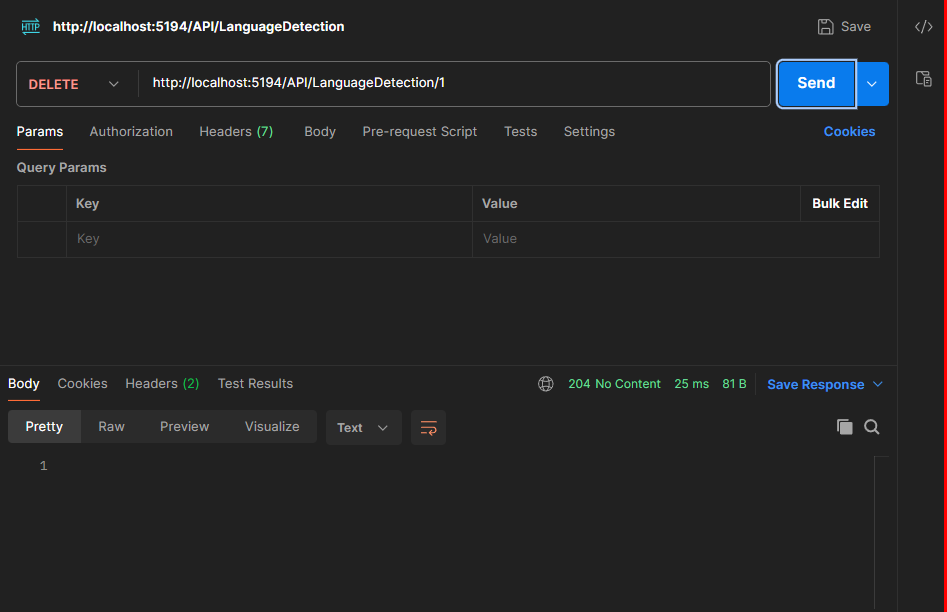 HTTP http://localhost:5194/API/LanguageDetection Save </>
DELETE http://localhost:5194/API/LanguageDetection/1 Send
Params Authorization Headers (7) Body Pre-request Script Tests Settings Cookies
Query Params
Key Value Bulk Edit
Key Value
Body Cookies Headers (2) Test Results 204 No Content 25 ms 81 B Save Response
Pretty Raw Preview Visualize Text
1